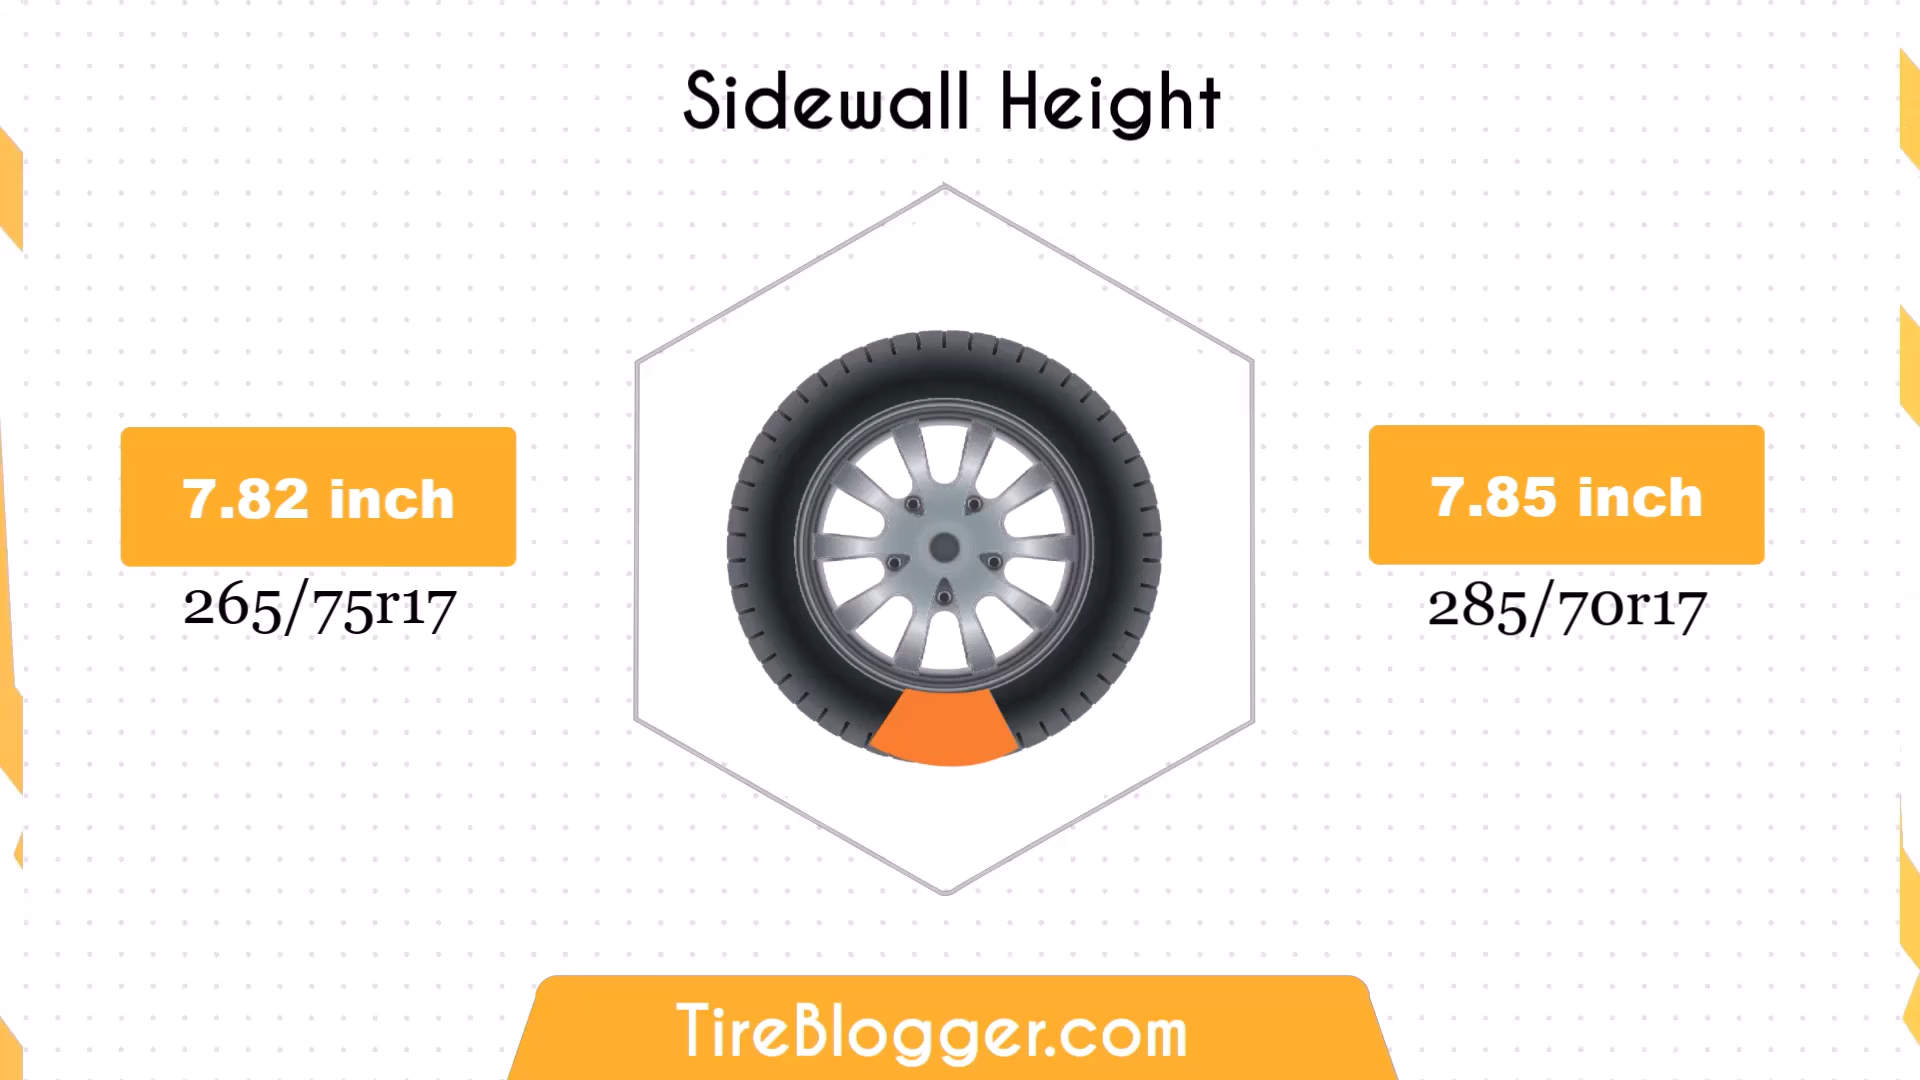 Sidewall Height
7.82 inch
265/75r17
7.85 inch
285/70r17
TireBlogger.com